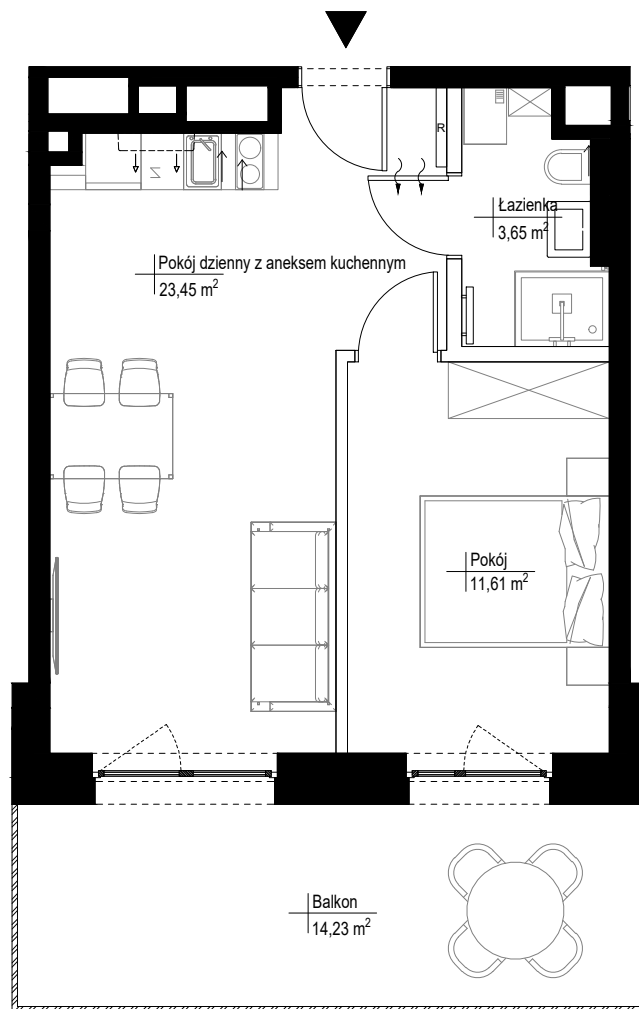 R
Łazienka
3,65 m²
Pokój dzienny z aneksem kuchennym
23,45 m²
Pokój
11,61 m²
Balkon
14,23 m²